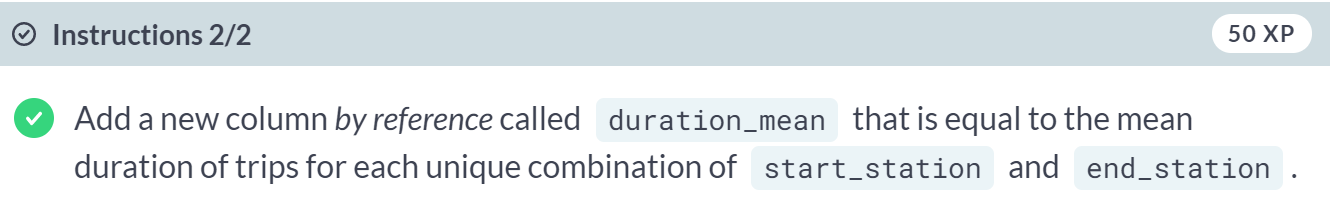 Instructions 2/2
50 XP
Add a new column by reference called duration_mean that is equal to the mean
duration of trips for each unique combination of start_station and end_station .